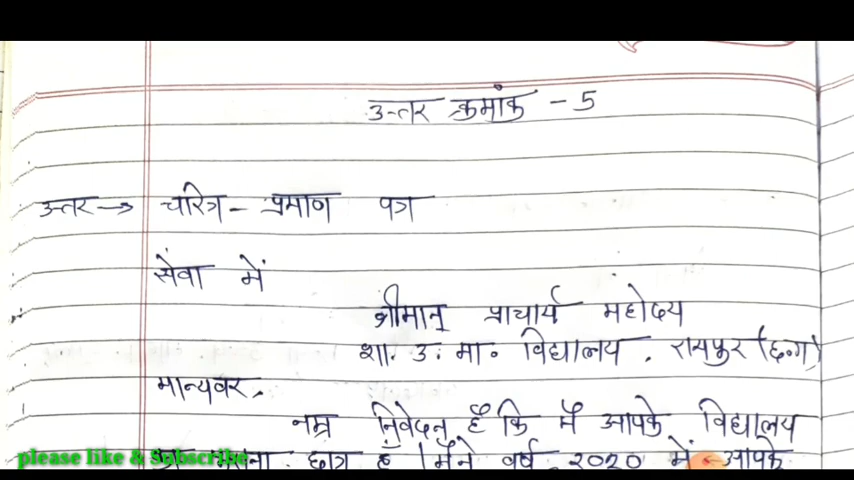 उत्तर क्रमांक - 5
उत्तर → चरित्र - प्रमाण पत्र
सेवा में
श्रीमान् प्राचार्य महोदय
शा. उ. मा. विद्यालय . रायपुर (छ.ग)
मान्यवर,
नम्र निवेदन है कि मैं आपके विद्यालय
छात्र हूँ । मैंने वर्ष . २०२० में आपके
please like & Subscribe